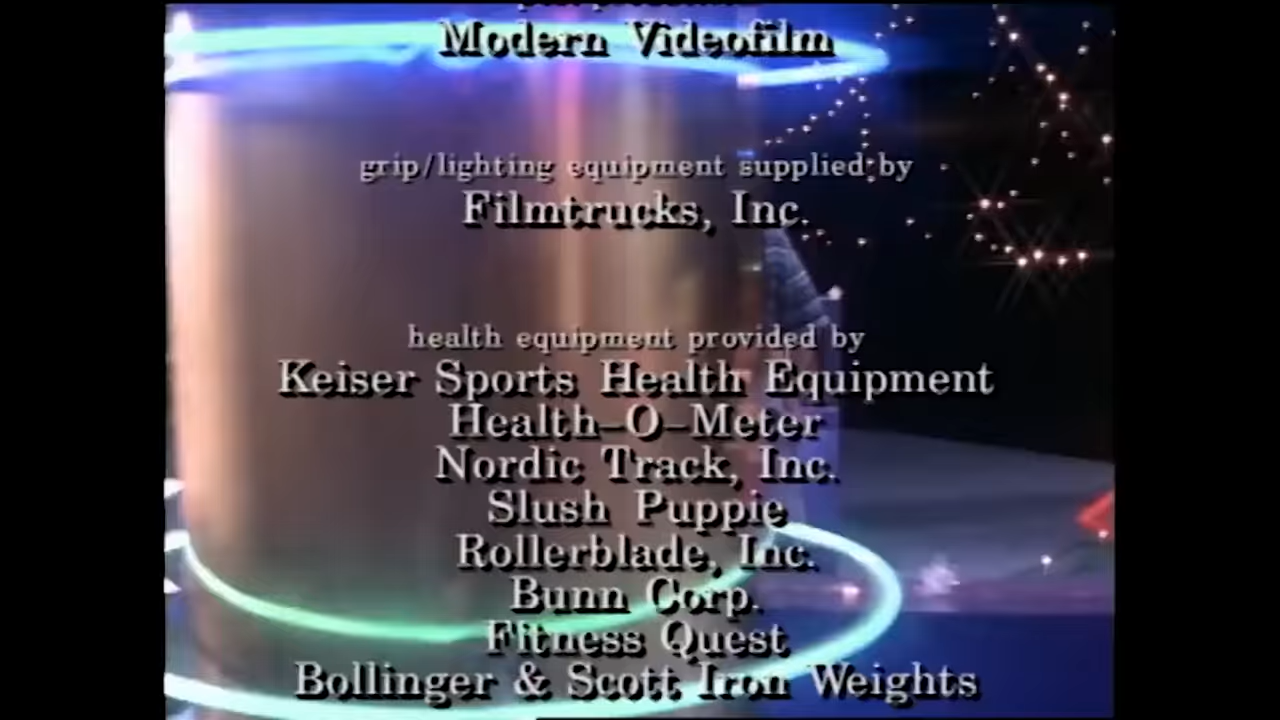 Modern Videofilm
grip/lighting equipment supplied by
Filmtrucks, Inc.
health equipment provided by
Keiser Sports Health Equipment
Health-O-Meter
Nordic Track, Inc.
Slush Puppie
Rollerblade, Inc.
Bunn Corp.
Fitness Quest
Bollinger & Scott Iron Weights